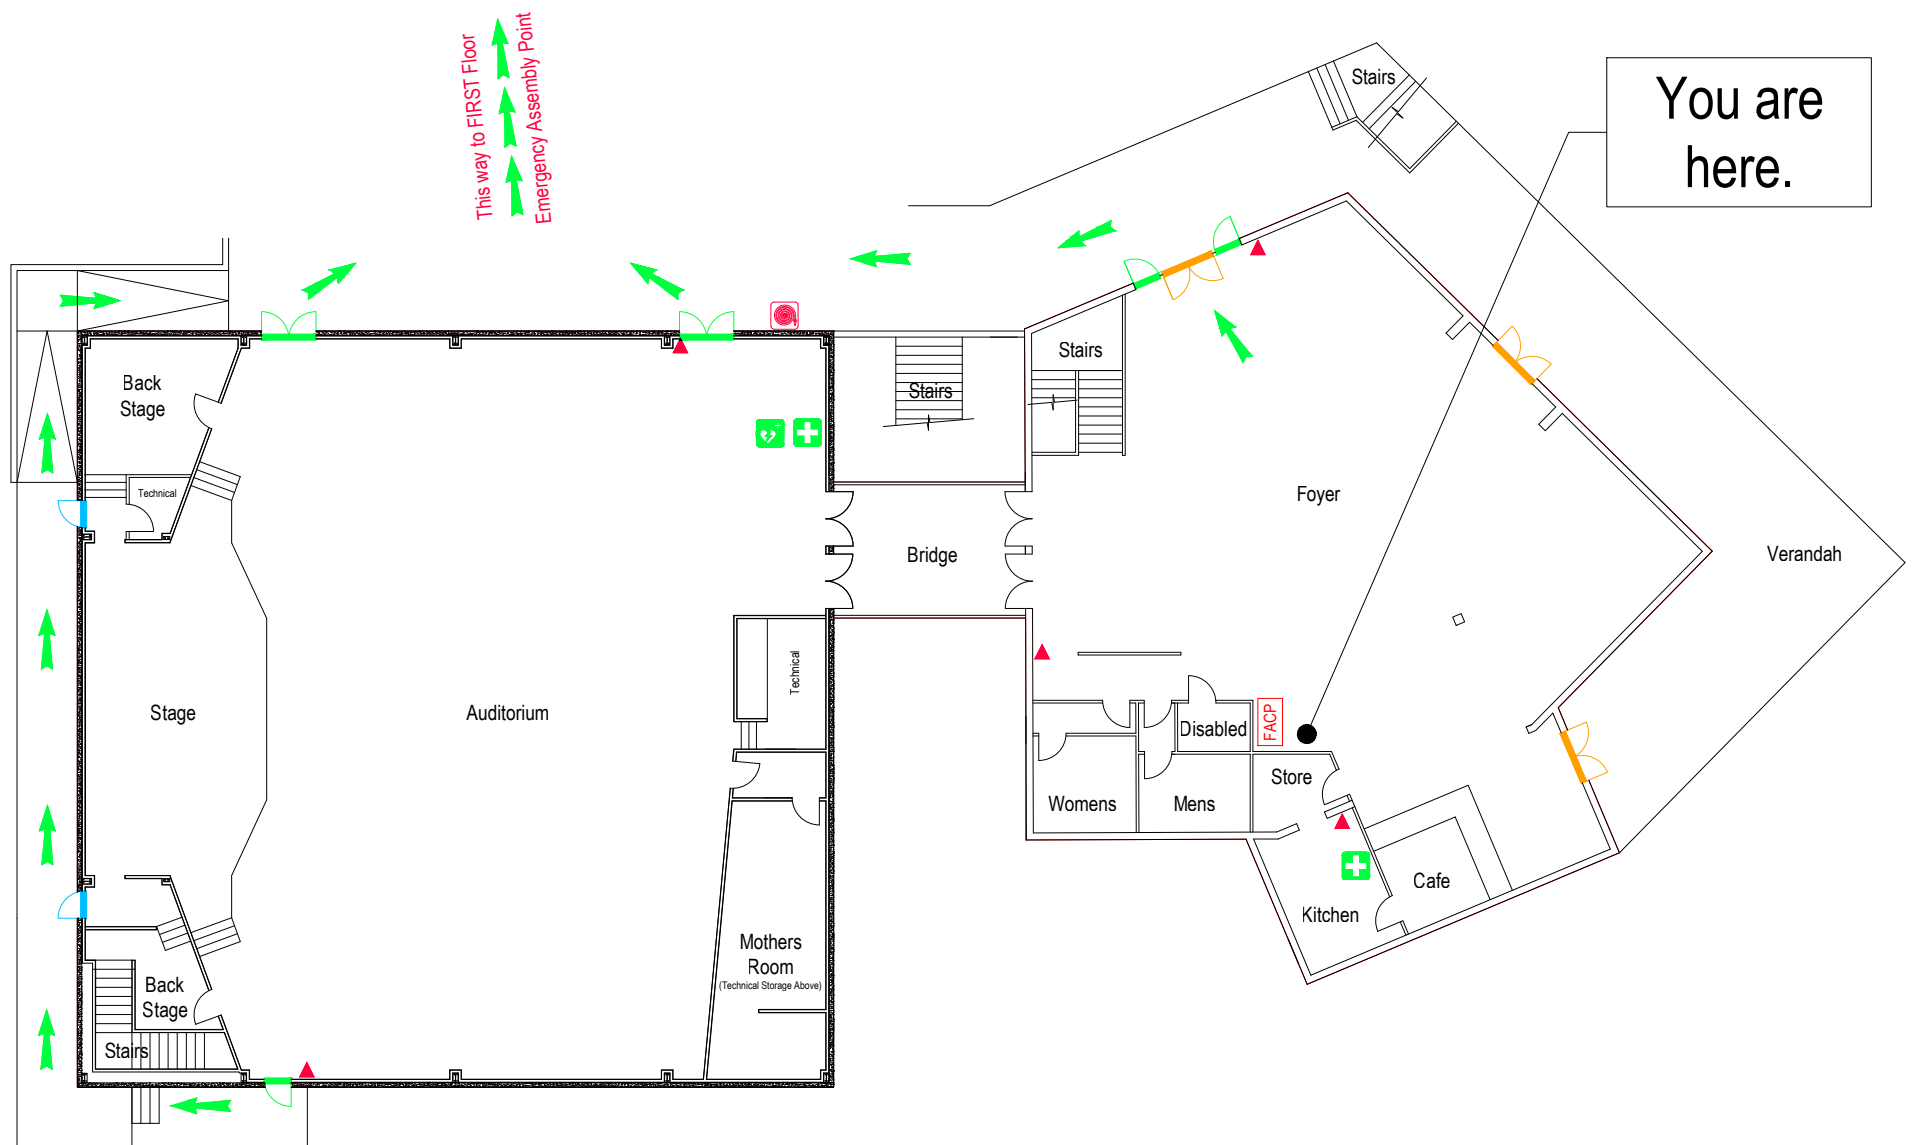 This way to FIRST Floor
Emergency Assembly Point
Stairs
You are
here.
Back
Stage
Stairs
Stairs
Technical
Foyer
Bridge
Verandah
Stage
Auditorium
Technical
Disabled
FACP
Store
Womens
Mens
Cafe
Kitchen
Mothers
Room
(Technical Storage Above)
Back
Stage
Stairs